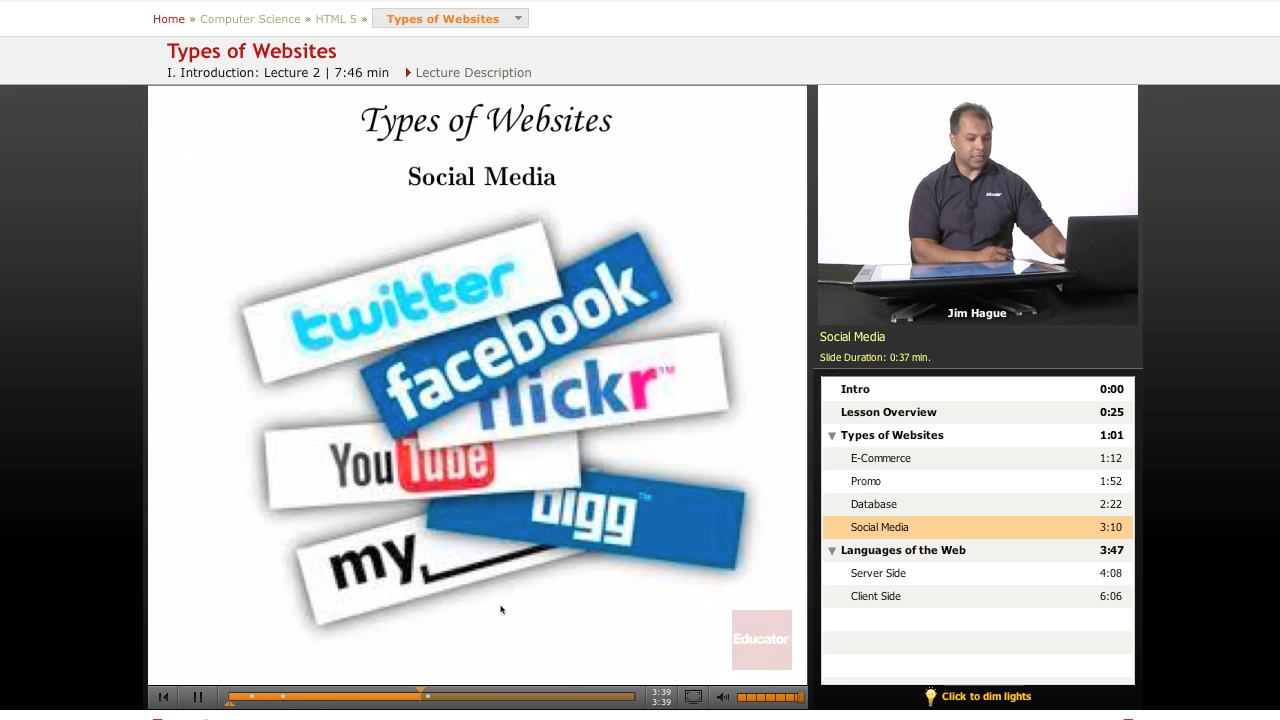 Home » Computer Science » HTML 5 » Types of Websites
Types of Websites
I. Introduction: Lecture 2 | 7:46 min Lecture Description
Types of Websites
Social Media
twitter
facebook
flickr™
YouTube
digg™
my
Educator
Jim Hague
Social Media
Slide Duration: 0:37 min.
Intro 0:00
Lesson Overview 0:25
Types of Websites 1:01
E-Commerce 1:12
Promo 1:52
Database 2:22
Social Media 3:10
Languages of the Web 3:47
Server Side 4:08
Client Side 6:06
3:39
3:39
Click to dim lights